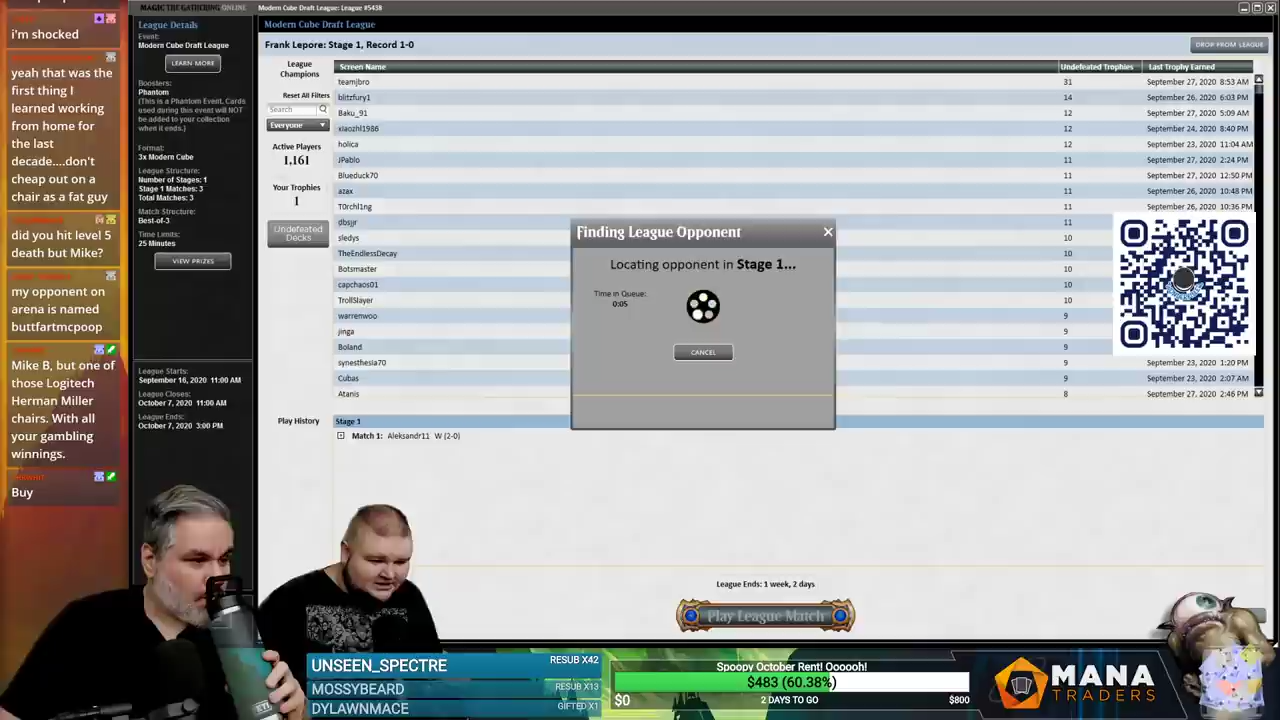 i'm shocked
yeah that was the
first thing I
learned working
from home for
the last
decade....don't
cheap out on a
chair as a fat guy
did you hit level 5
death but Mike?
my opponent on
arena is named
buttfartmcpoop
Mike B, but one of
those Logitech
Herman Miller
chairs. With all
your gambling
winnings.
Buy
MAGIC THE GATHERING ONLINE
Modern Cube Draft League: League #5438
League Details
Event:
Modern Cube Draft League
LEARN MORE
Boosters:
Phantom
(This is a Phantom Event. Cards
used during this event will NOT
be added to your collection
when it ends.)
Format:
3x Modern Cube
League Structure:
Number of Stages: 1
Stage 1 Matches: 3
Total Matches: 3
Match Structure:
Best-of-3
Time Limits:
25 Minutes
VIEW PRIZES
League Starts:
September 16, 2020 11:00 AM
League Closes:
October 7, 2020 11:00 AM
League Ends:
October 7, 2020 3:00 PM
Modern Cube Draft League
Frank Lepore: Stage 1, Record 1-0
DROP FROM LEAGUE
League
Champions
Reset All Filters
Search
Everyone
Active Players
1,161
Your Trophies
1
Undefeated
Decks
Screen Name Undefeated Trophies Last Trophy Earned
teamjbro 31 September 27, 2020 8:53 AM
blitzfury1 14 September 26, 2020 6:03 PM
Baku_91 12 September 27, 2020 5:09 AM
xiaozhl1986 12 September 24, 2020 8:40 PM
holica 12 September 23, 2020 11:04 AM
JPablo 11 September 27, 2020 2:24 PM
Blueduck70 11 September 27, 2020 12:50 PM
azax 11 September 26, 2020 10:48 PM
T0rchl1ng 11 September 26, 2020 10:36 PM
dbsjjr 11
sledys 10
TheEndlessDecay 10
Botsmaster 10
capchaos01 10
TrollSlayer 10
warrenwoo 9
jinga 9
Boland 9
synesthesia70 9 September 23, 2020 1:20 PM
Cubas 9 September 23, 2020 2:07 AM
Atanis 8 September 27, 2020 2:46 PM
Finding League Opponent
Locating opponent in Stage 1...
Time in Queue:
0:05
CANCEL
Play History
Stage 1
Match 1: Aleksandr11 W (2-0)
League Ends: 1 week, 2 days
Play League Match
UNSEEN_SPECTRE RESUB X42
MOSSYBEARD RESUB X13
DYLAWNMACE GIFTED X1
Spoopy October Rent! Oooooh!
$483 (60.38%)
$0 2 DAYS TO GO $800
MANA
TRADERS